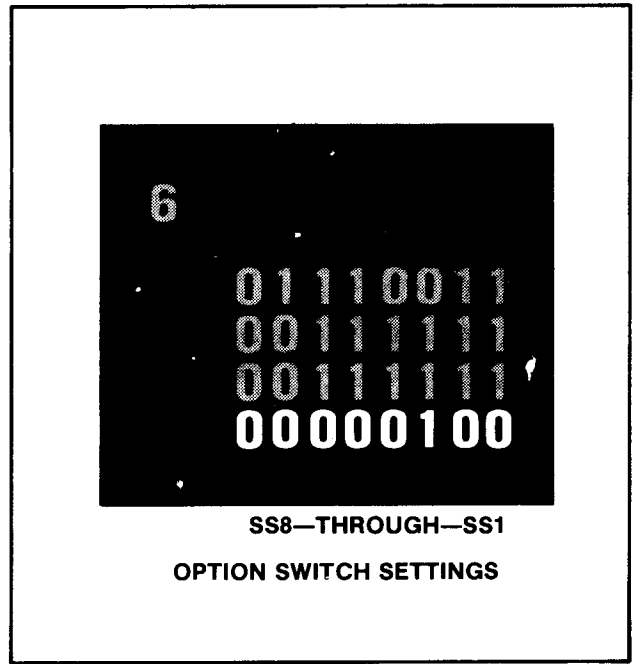 6
01110011
00111111
00111111
00000100
SS8—THROUGH—SS1
OPTION SWITCH SETTINGS